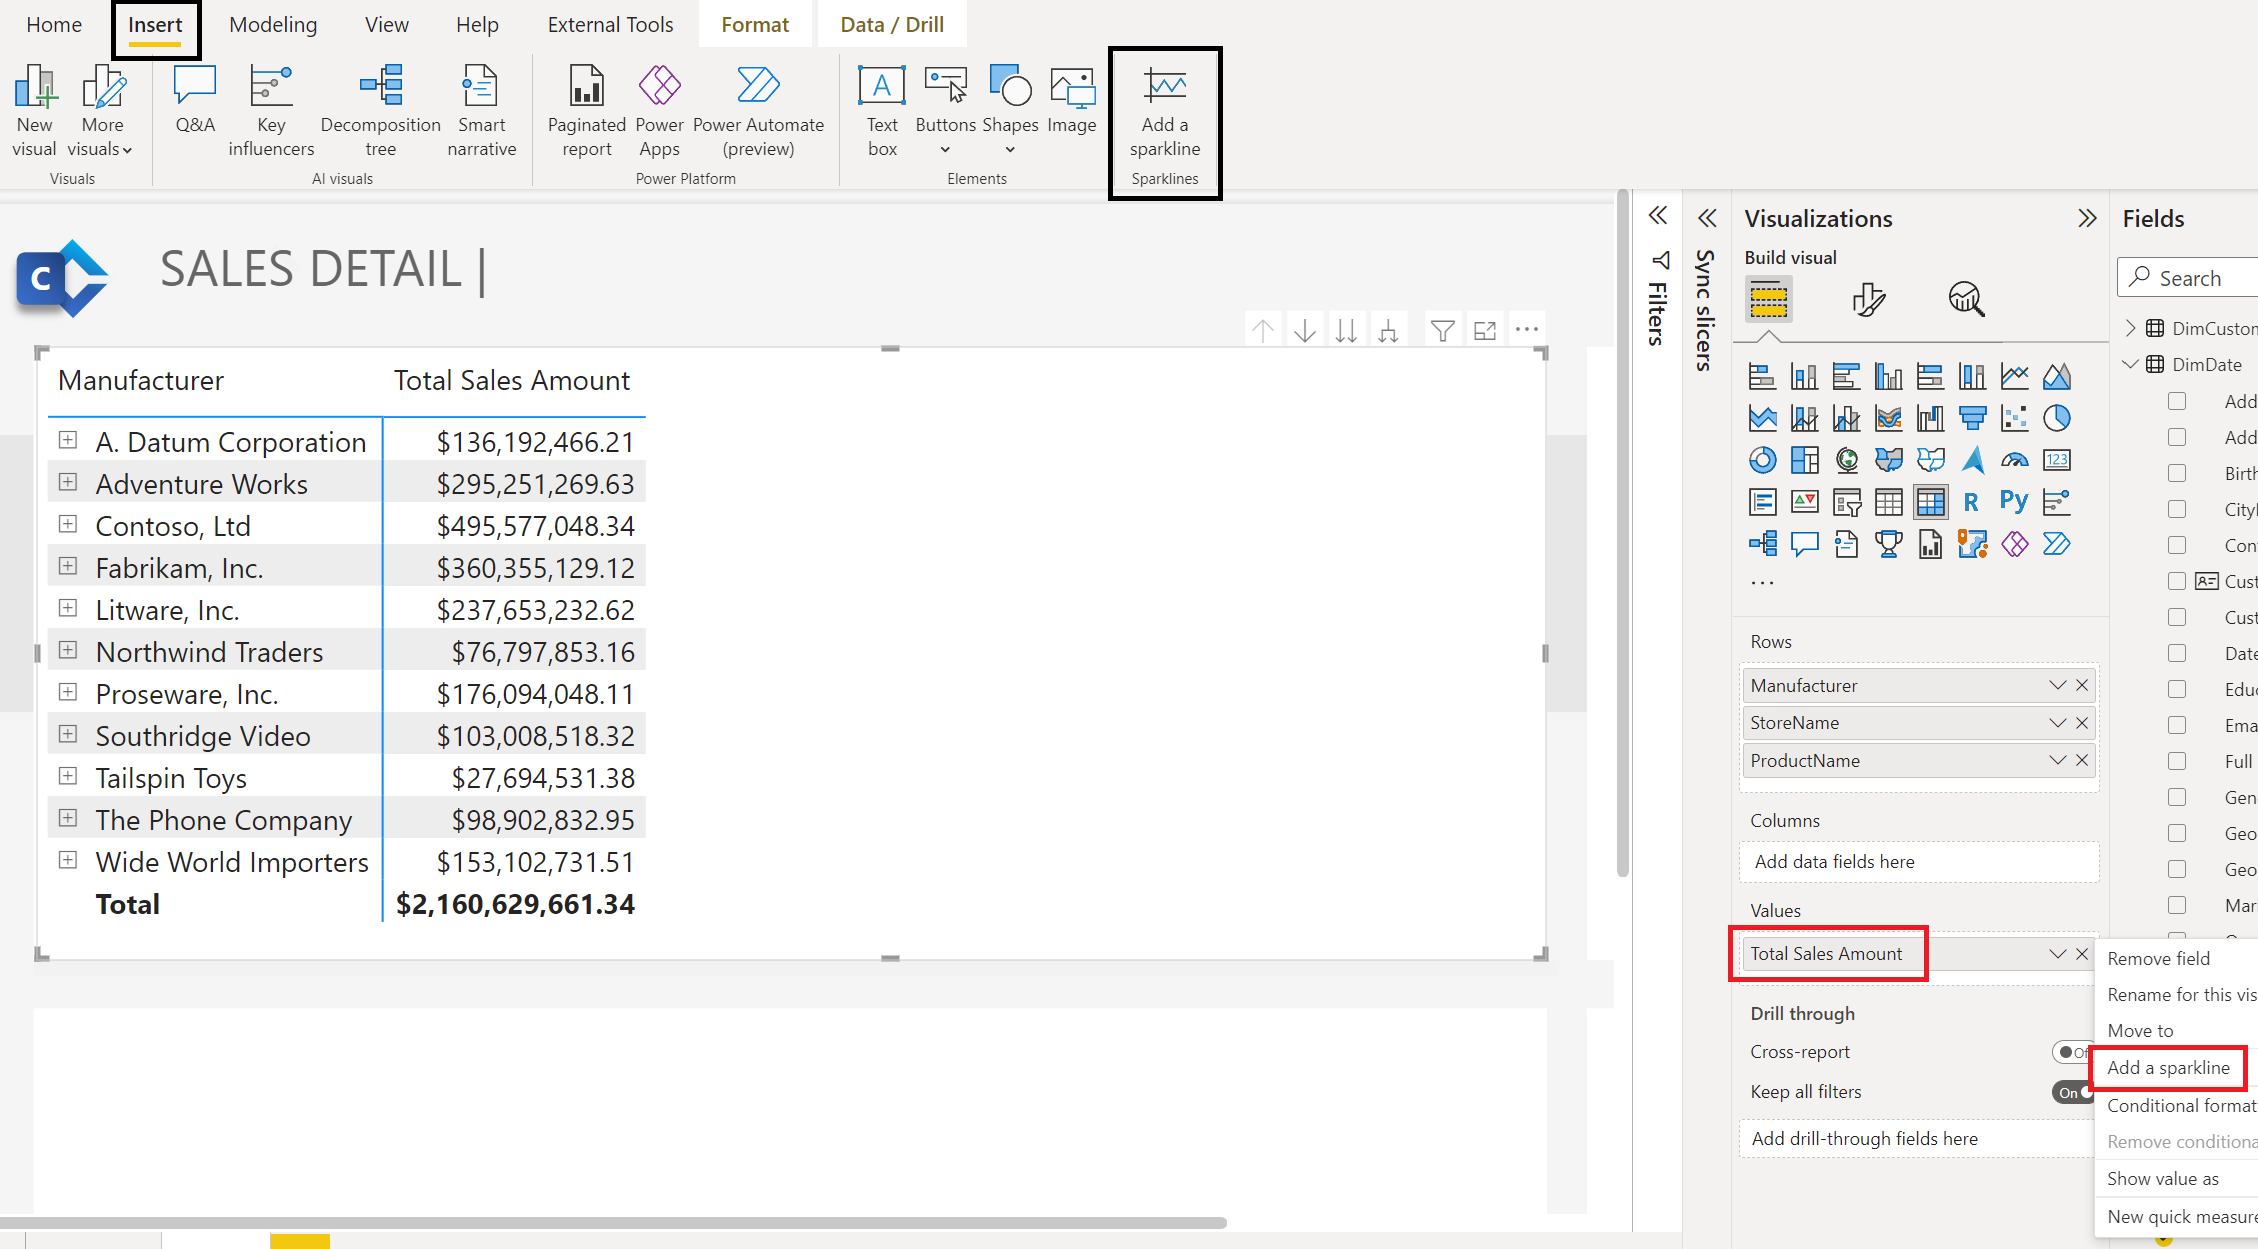 Home Insert Modeling View Help External Tools Format Data / Drill
New visual
More visuals
Visuals
Q&A
Key influencers
Decomposition tree
Smart narrative
AI visuals
Paginated report
Power Apps
Power Automate (preview)
Power Platform
A
Text box
Buttons
Shapes
Image
Elements
Add a sparkline
Sparklines
C
SALES DETAIL |
Manufacturer Total Sales Amount
A. Datum Corporation $136,192,466.21
Adventure Works $295,251,269.63
Contoso, Ltd $495,577,048.34
Fabrikam, Inc. $360,355,129.12
Litware, Inc. $237,653,232.62
Northwind Traders $76,797,853.16
Proseware, Inc. $176,094,048.11
Southridge Video $103,008,518.32
Tailspin Toys $27,694,531.38
The Phone Company $98,902,832.95
Wide World Importers $153,102,731.51
Total $2,160,629,661.34
Filters
Sync slicers
Visualizations
Build visual
123
R Py
...
Rows
Manufacturer
StoreName
ProductName
Columns
Add data fields here
Values
Total Sales Amount
Drill through
Cross-report
Keep all filters On
Add drill-through fields here
Remove field
Rename for this vis
Move to
Add a sparkline
Conditional format
Remove conditiona
Show value as
New quick measure
Fields
Search
DimCustom
DimDate
Add
Add
Birth
City
Con
Cust
Cust
Date
Edu
Ema
Full
Gen
Geo
Geo
Mar